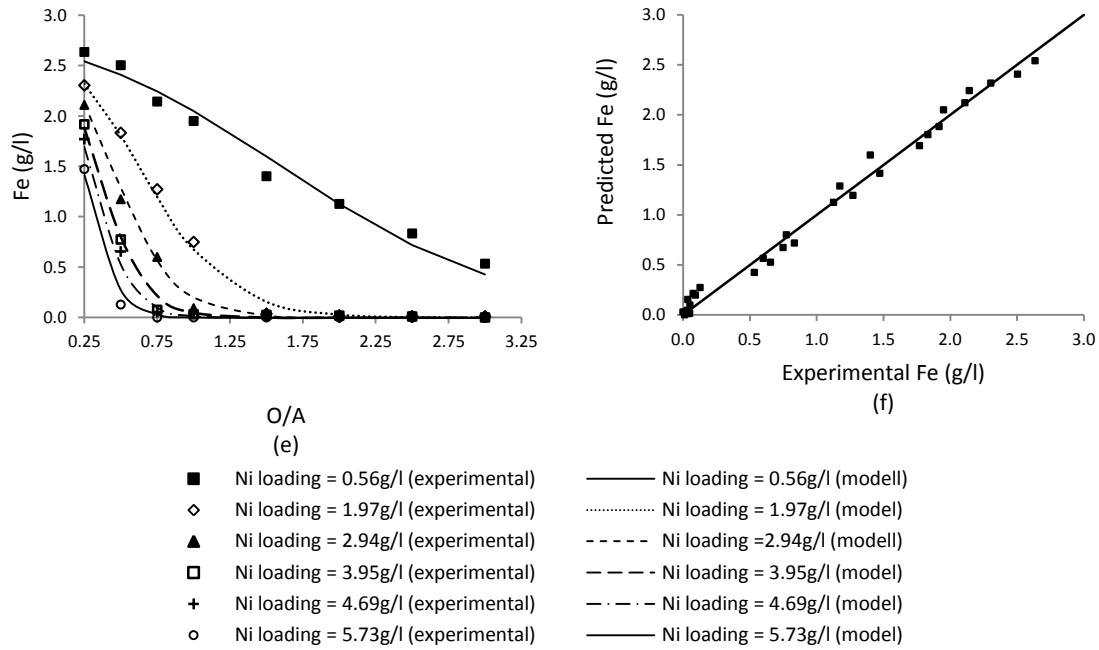 3.0
2.5
2.0
1.5
1.0
0.5
0.0
Fe (g/l)
0.25 0.75 1.25 1.75 2.25 2.75 3.25
O/A
(e)
3.0
2.5
2.0
1.5
1.0
0.5
0.0
Predicted Fe (g/l)
0.0 0.5 1.0 1.5 2.0 2.5 3.0
Experimental Fe (g/l)
(f)
Ni loading = 0.56g/l (experimental)
Ni loading = 1.97g/l (experimental)
Ni loading = 2.94g/l (experimental)
Ni loading = 3.95g/l (experimental)
Ni loading = 4.69g/l (experimental)
Ni loading = 5.73g/l (experimental)
Ni loading = 0.56g/l (modell)
Ni loading = 1.97g/l (model)
Ni loading =2.94g/l (modell)
Ni loading = 3.95g/l (model)
Ni loading = 4.69g/l (model)
Ni loading = 5.73g/l (model)